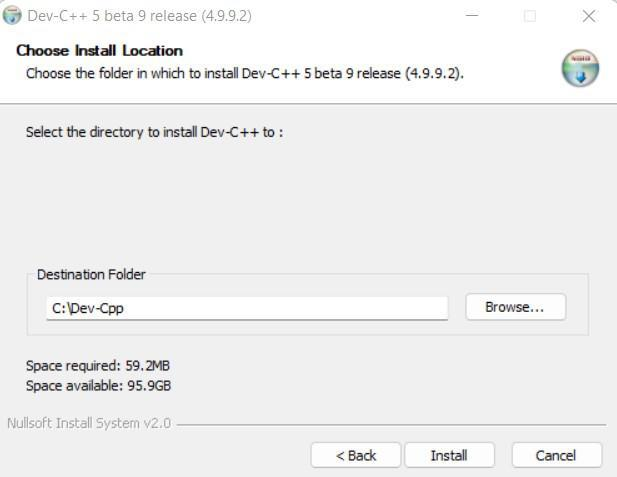 Dev-C++ 5 beta 9 release (4.9.9.2)
Choose Install Location
Choose the folder in which to install Dev-C++ 5 beta 9 release (4.9.9.2).
Select the directory to install Dev-C++ to :
Destination Folder
C:\Dev-Cpp
Browse...
Space required: 59.2MB
Space available: 95.9GB
Nullsoft Install System v2.0
< Back
Install
Cancel